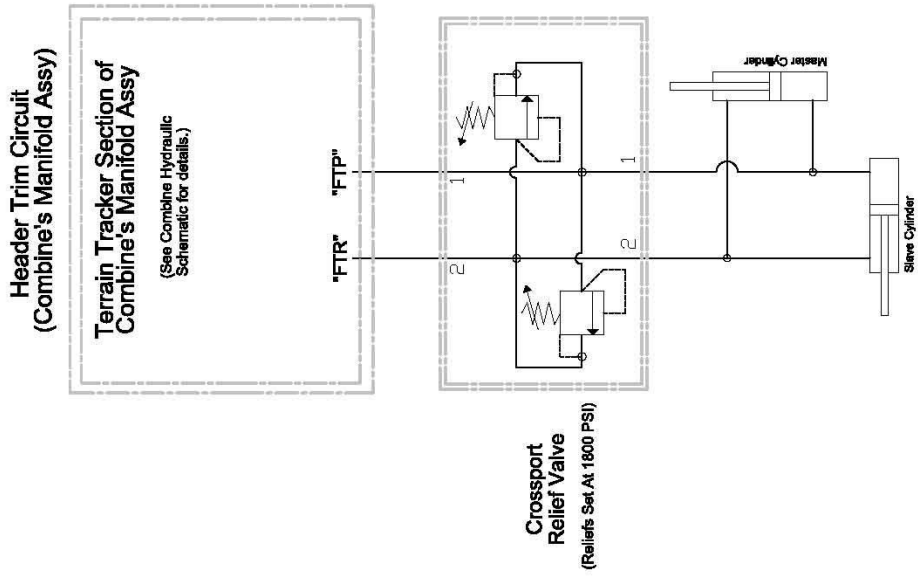 Header Trim Circuit
(Combine's Manifold Assy)
Terrain Tracker Section of
Combine's Manifold Assy
(See Combine Hydraulic
Schematic for details.)
"FTR"
"FTP"
2
1
2
1
Crossport
Relief Valve
(Reliefs Set At 1800 PSI)
Master Cylinder
Slave Cylinder